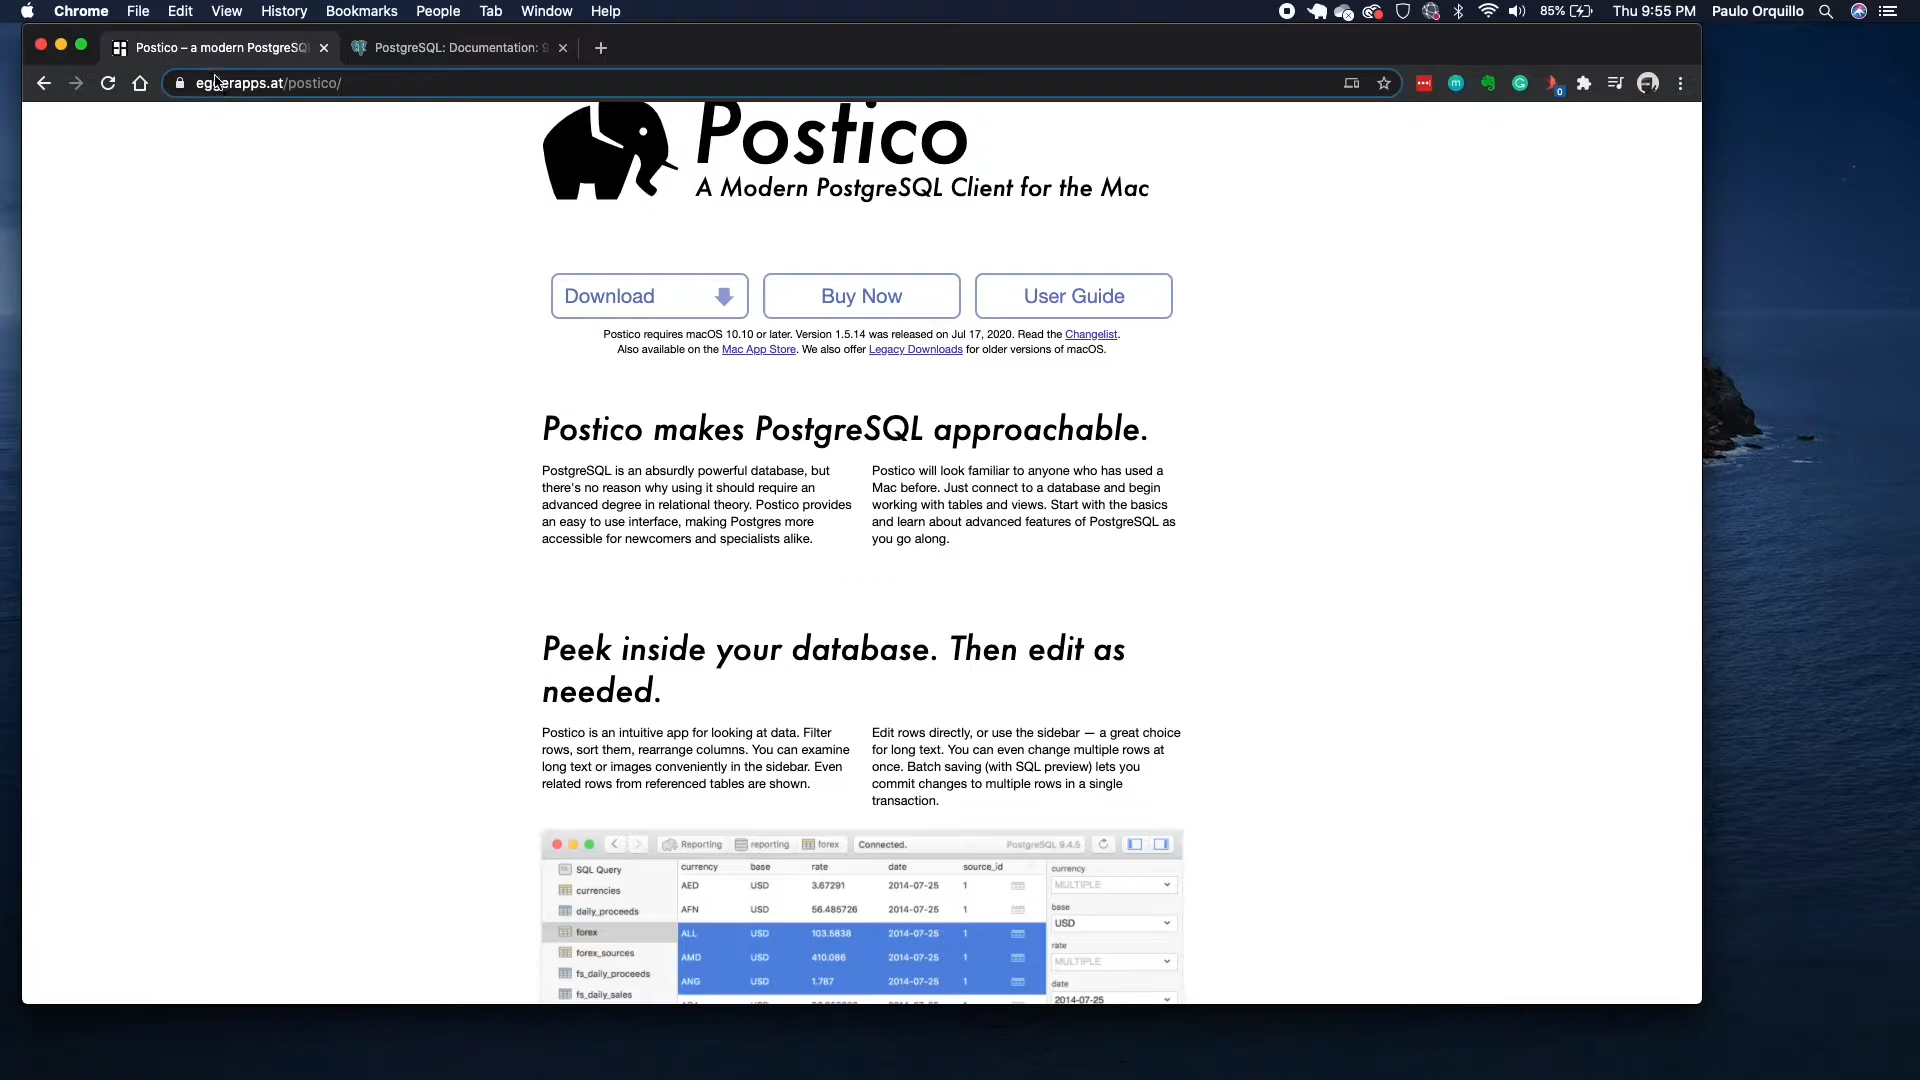 Chrome File Edit View History Bookmarks People Tab Window Help 85% Thu 9:55 PM Paulo Orquillo
Postico – a modern PostgreSQL
PostgreSQL: Documentation: 9
/postico/
0
Postico
A Modern PostgreSQL Client for the Mac
Download Buy Now User Guide
Postico requires macOS 10.10 or later. Version 1.5.14 was released on Jul 17, 2020. Read the Changelist.
Also available on the Mac App Store. We also offer Legacy Downloads for older versions of macOS.
Postico makes PostgreSQL approachable.
PostgreSQL is an absurdly powerful database, but
there's no reason why using it should require an
advanced degree in relational theory. Postico provides
an easy to use interface, making Postgres more
accessible for newcomers and specialists alike.
Postico will look familiar to anyone who has used a
Mac before. Just connect to a database and begin
working with tables and views. Start with the basics
and learn about advanced features of PostgreSQL as
you go along.
Peek inside your database. Then edit as
needed.
Postico is an intuitive app for looking at data. Filter
rows, sort them, rearrange columns. You can examine
long text or images conveniently in the sidebar. Even
related rows from referenced tables are shown.
Edit rows directly, or use the sidebar — a great choice
for long text. You can even change multiple rows at
once. Batch saving (with SQL preview) lets you
commit changes to multiple rows in a single
transaction.
Reporting reporting forex Connected. PostgreSQL 9.4.5
SQL Query
currencies
daily_proceeds
forex
forex_sources
fs_daily_proceeds
fs_daily_sales
currency base rate date source_id
AED USD 3.67291 2014-07-25 1
AFN USD 56.485726 2014-07-25 1
ALL USD 103.5838 2014-07-25 1
AMD USD 410.086 2014-07-25 1
ANG USD 1.787 2014-07-25 1
currency
MULTIPLE
base
USD
rate
MULTIPLE
date
2014-07-25